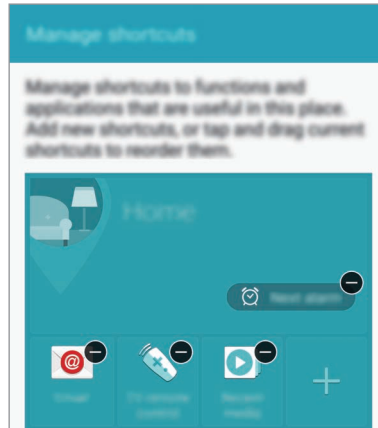 Manage shortcuts
Manage shortcuts to functions and
applications that are useful in this place.
Add new shortcuts, or tap and drag current
shortcuts to reorder them.
Home
Next alarm
Email
TV remote
control
Recent
media